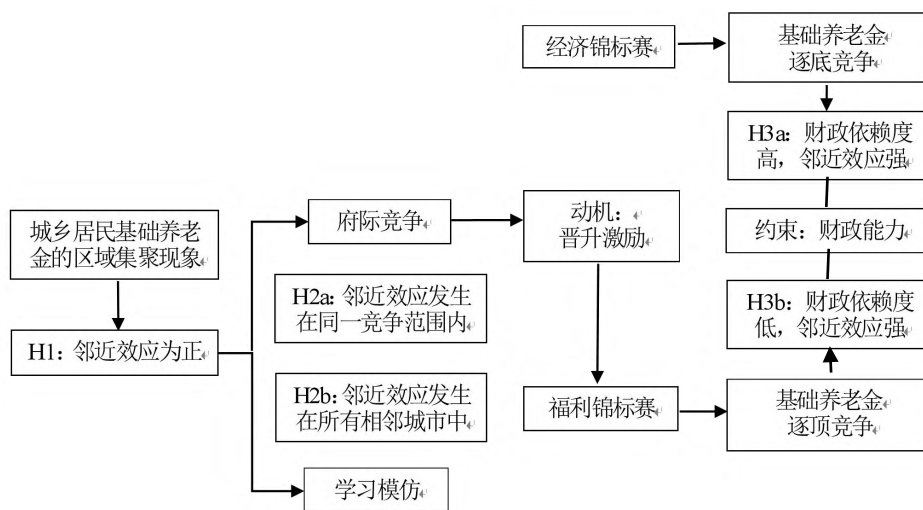 经济锦标赛
基础养老金
逐底竞争
H3a：财政依赖度
高，邻近效应强
城乡居民基础养老
金的区域集聚现象
府际竞争
动机：
晋升激励
约束：财政能力
H2a：邻近效应发生
在同一竞争范围内
H3b：财政依赖度
低，邻近效应强
H1：邻近效应为正
H2b：邻近效应发生
在所有相邻城市中
福利锦标赛
基础养老金
逐顶竞争
学习模仿